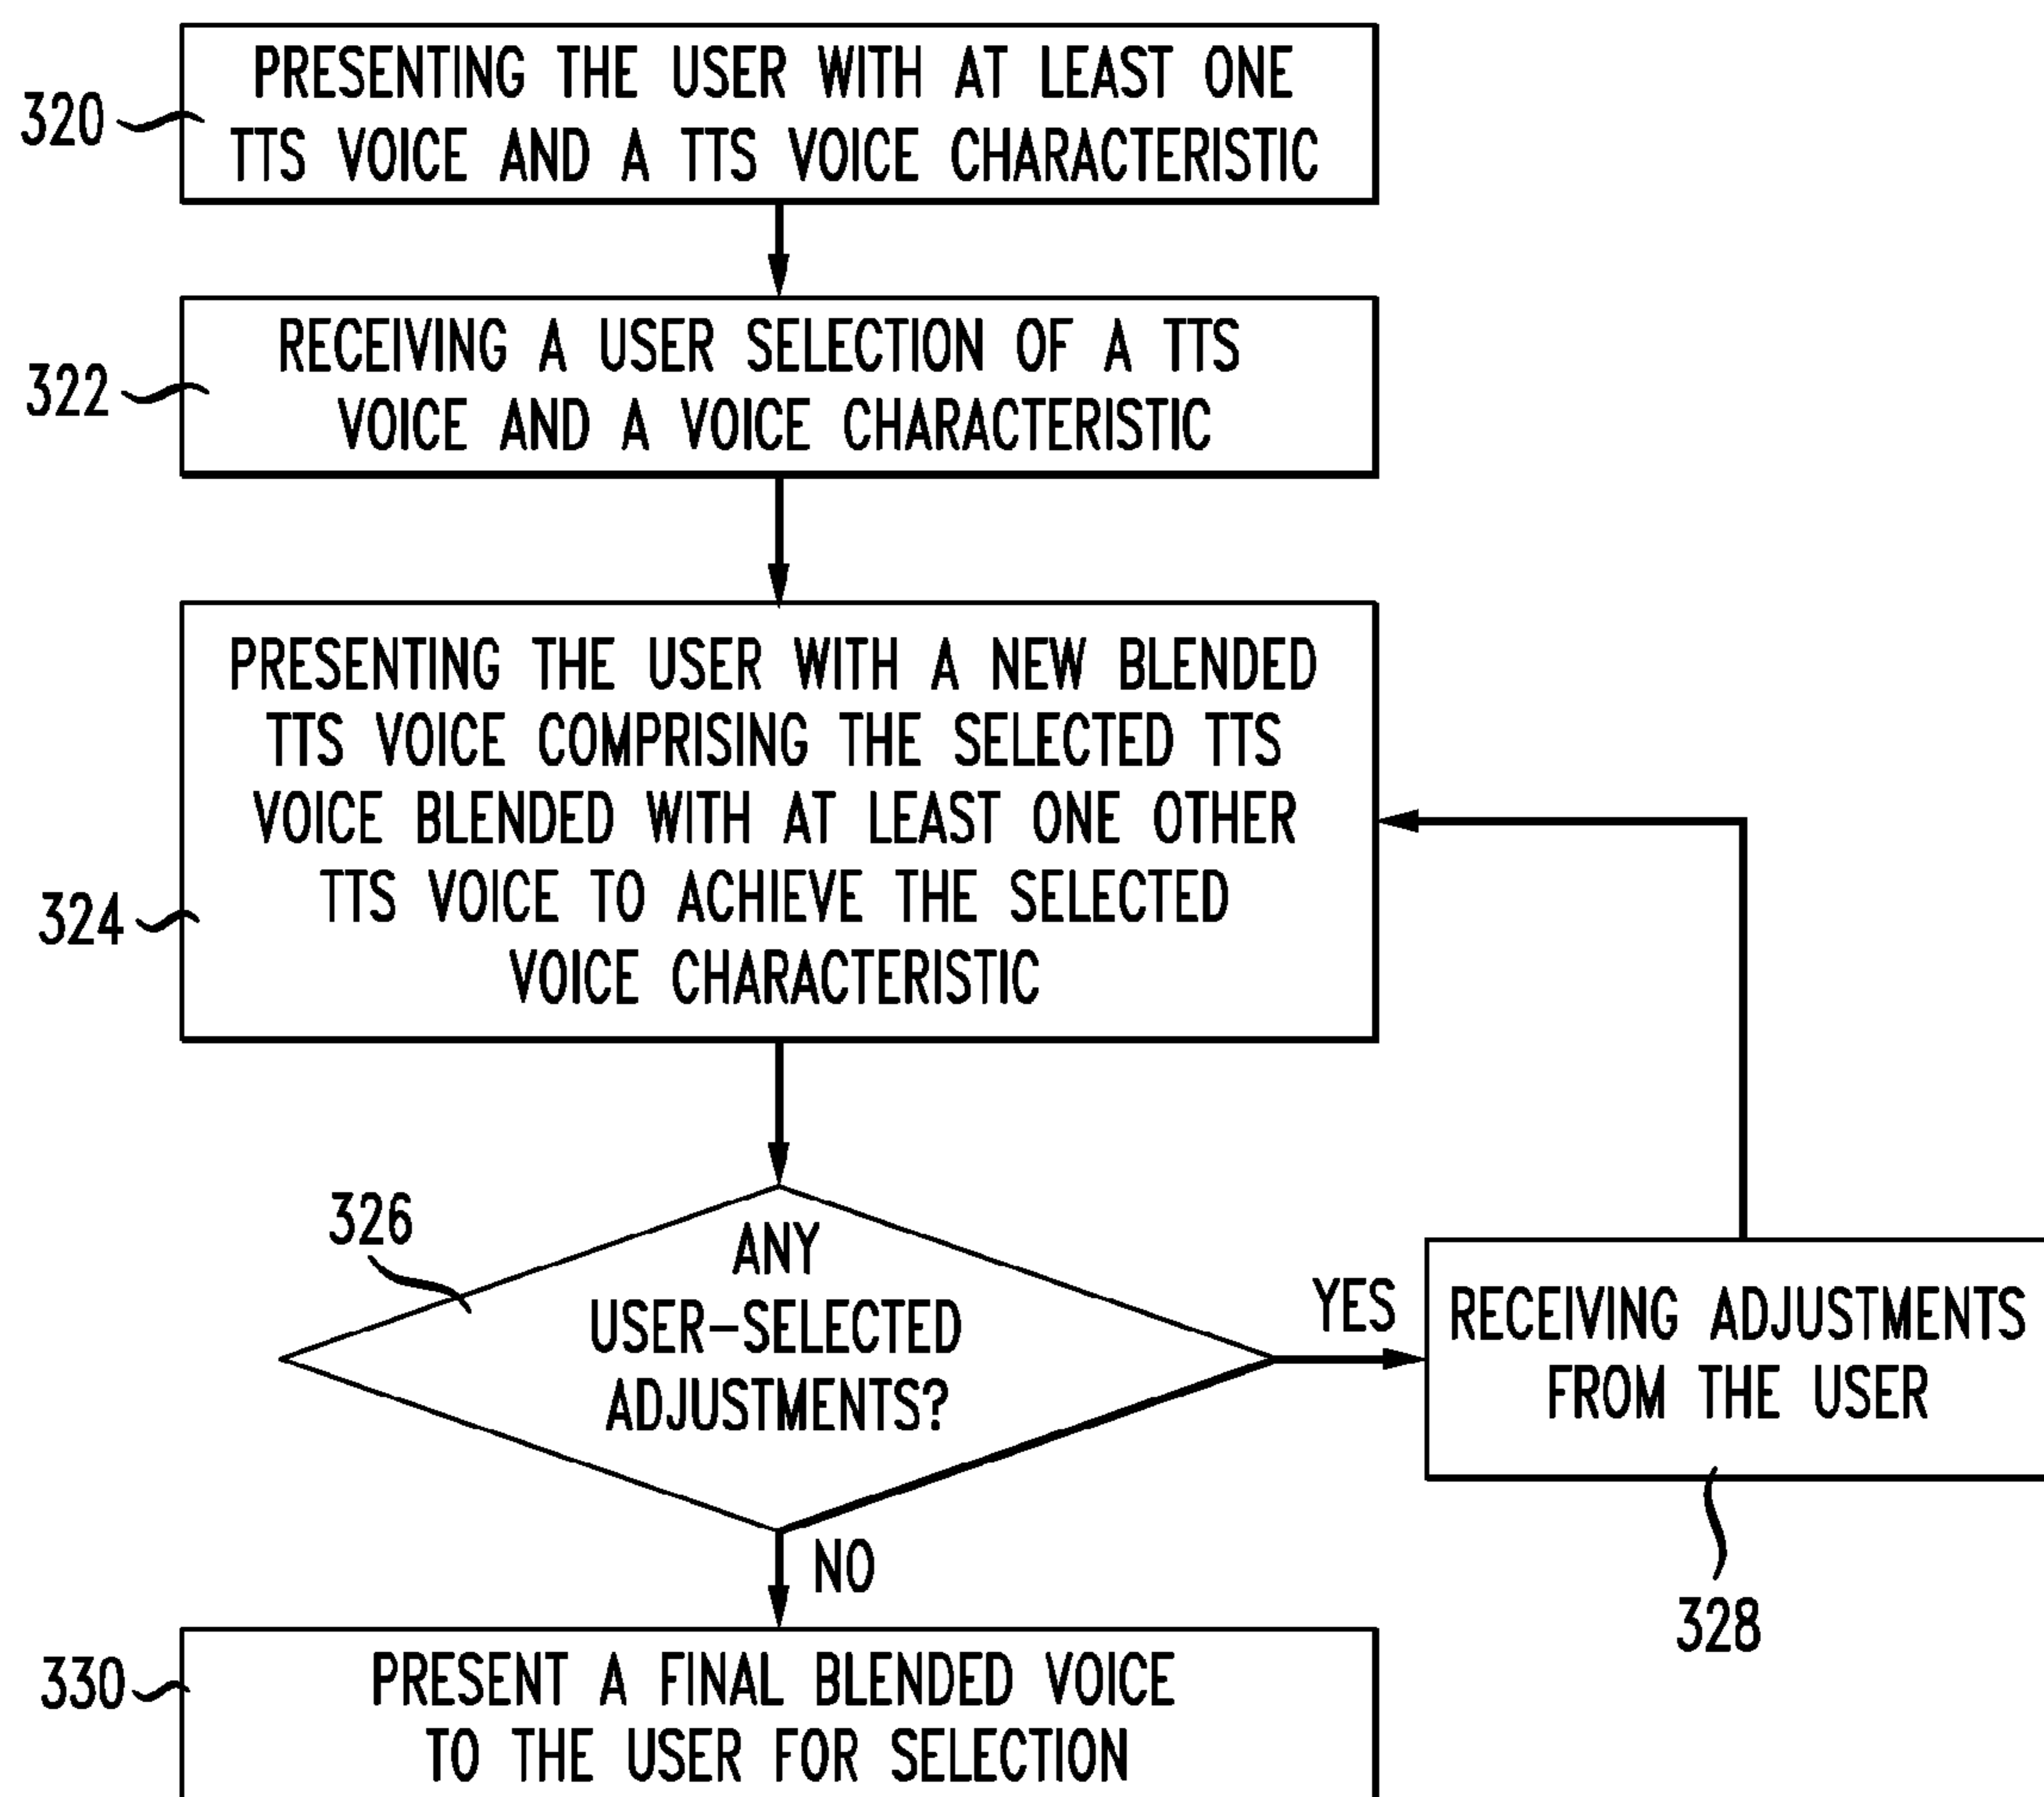 320
PRESENTING THE USER WITH AT LEAST ONE
TTS VOICE AND A TTS VOICE CHARACTERISTIC
322
RECEIVING A USER SELECTION OF A TTS
VOICE AND A VOICE CHARACTERISTIC
324
PRESENTING THE USER WITH A NEW BLENDED
TTS VOICE COMPRISING THE SELECTED TTS
VOICE BLENDED WITH AT LEAST ONE OTHER
TTS VOICE TO ACHIEVE THE SELECTED
VOICE CHARACTERISTIC
326
ANY
USER-SELECTED
ADJUSTMENTS?
YES
RECEIVING ADJUSTMENTS
FROM THE USER
328
NO
330
PRESENT A FINAL BLENDED VOICE
TO THE USER FOR SELECTION